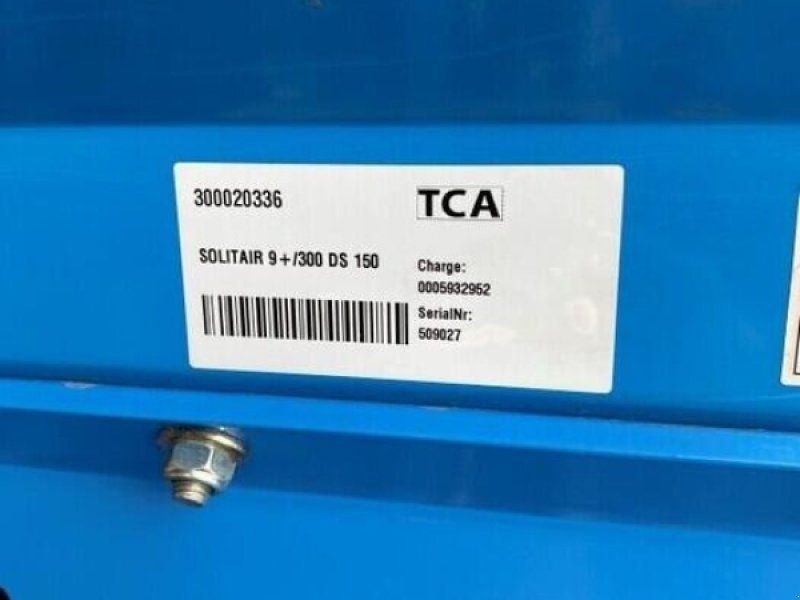 300020336
TCA
SOLITAIR 9+/300 DS 150
Charge:
0005932952
SerialNr:
509027